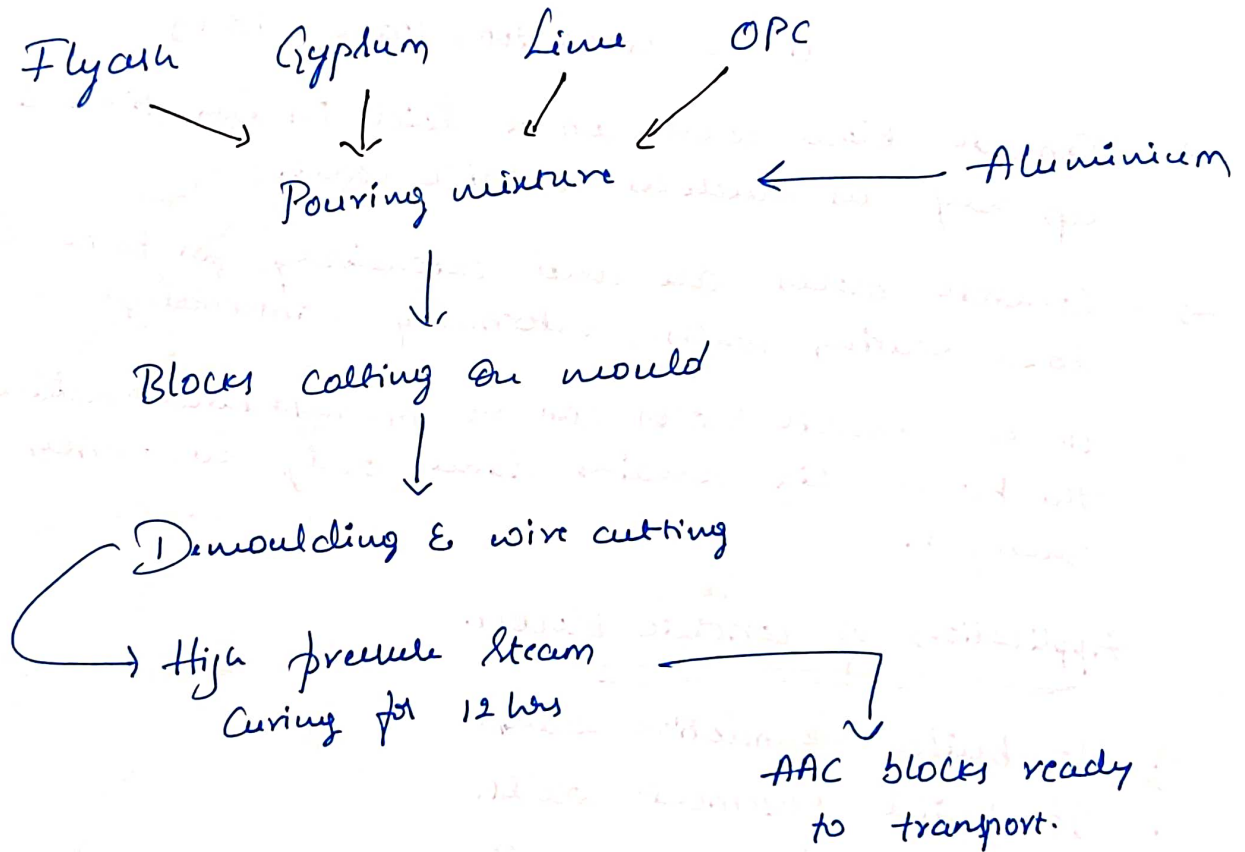 Flyash Gypsum Lime OPC
Pouring mixture Aluminium
Blocks casting on mould
Demoulding & wire cutting
High pressure Steam
Curing for 12 hrs
AAC blocks ready
to transport.